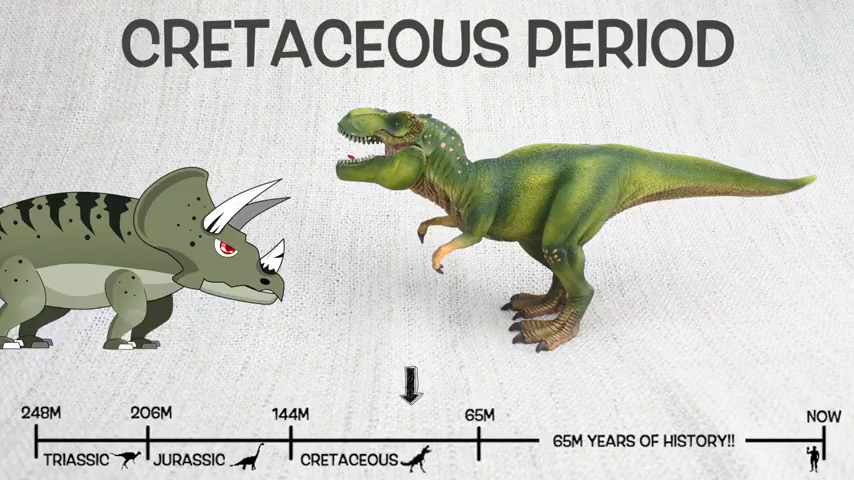 CRETACEOUS PERIOD
248M 206M 144M 65M NOW
65M YEARS OF HISTORY!!
TRIASSIC JURASSIC CRETACEOUS